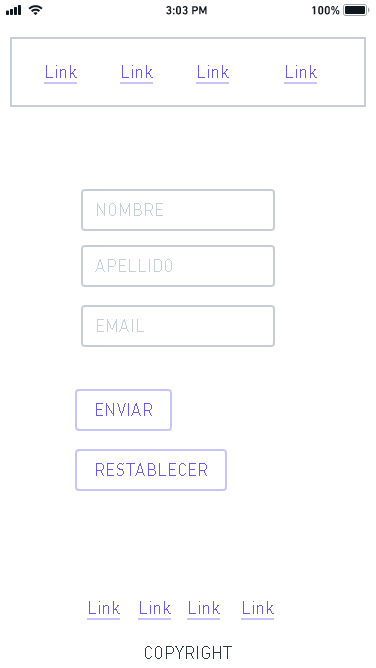 3:03 PM 100%
Link Link Link Link
NOMBRE
APELLIDO
EMAIL
ENVIAR
RESTABLECER
Link Link Link Link
COPYRIGHT